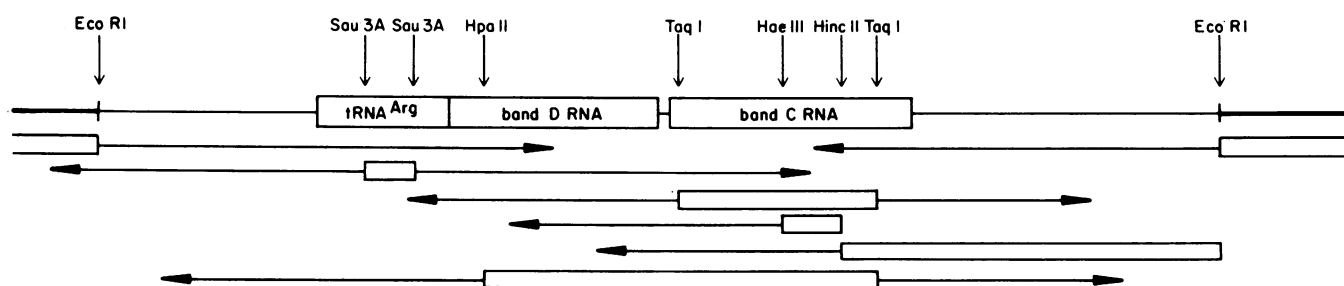 Eco RI Sau 3A Sau 3A Hpa II Taq I Hae III Hinc II Taq I Eco RI
tRNA Arg band D RNA band C RNA